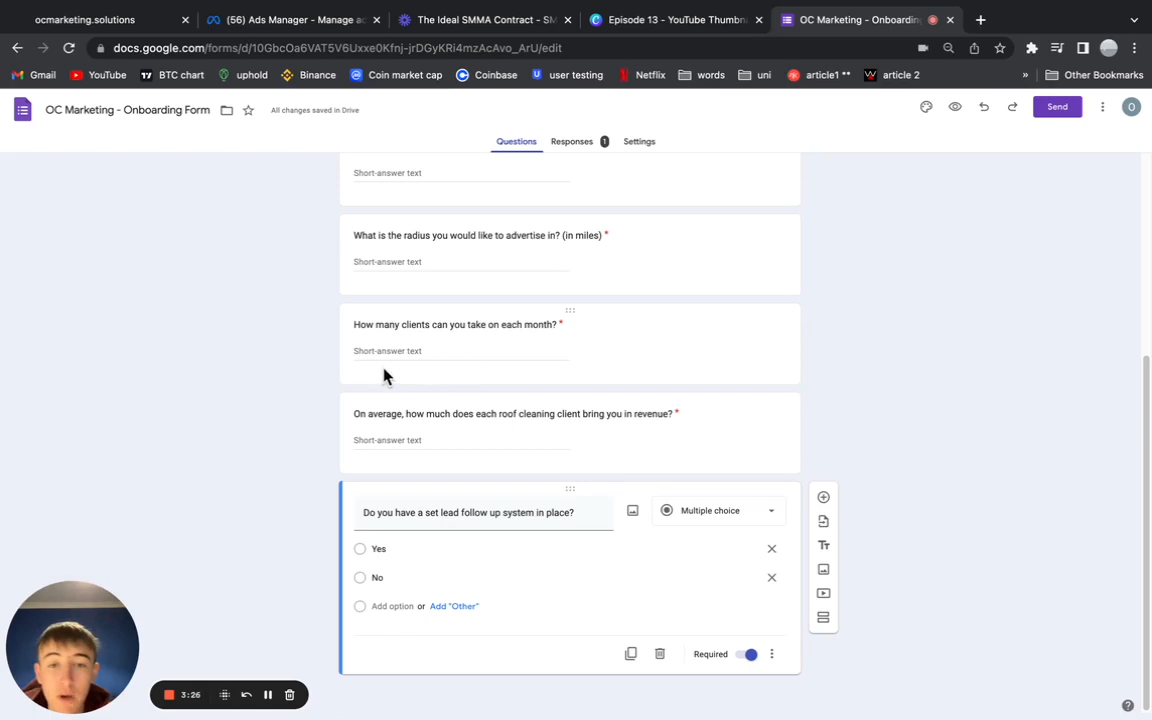 ocmarketing.solutions
(56) Ads Manager - Manage a
The Ideal SMMA Contract - SM
Episode 13 - YouTube Thumbn
OC Marketing - Onboarding
docs.google.com/forms/d/10GbcOa6VAT5V6Uxxe0Kfnj-jrDGyKRi4mzAcAvo_ArU/edit
Gmail
YouTube
BTC chart
uphold
Binance
Coin market cap
Coinbase
user testing
Netflix
words
uni
article1 **
article 2
»
Other Bookmarks
OC Marketing - Onboarding Form
All changes saved in Drive
Send
O
Questions
Responses 1
Settings
Short-answer text
What is the radius you would like to advertise in? (in miles) *
Short-answer text
How many clients can you take on each month? *
Short-answer text
On average, how much does each roof cleaning client bring you in revenue? *
Short-answer text
Do you have a set lead follow up system in place?
Multiple choice
Yes
No
Add option or Add "Other"
Required
3:26